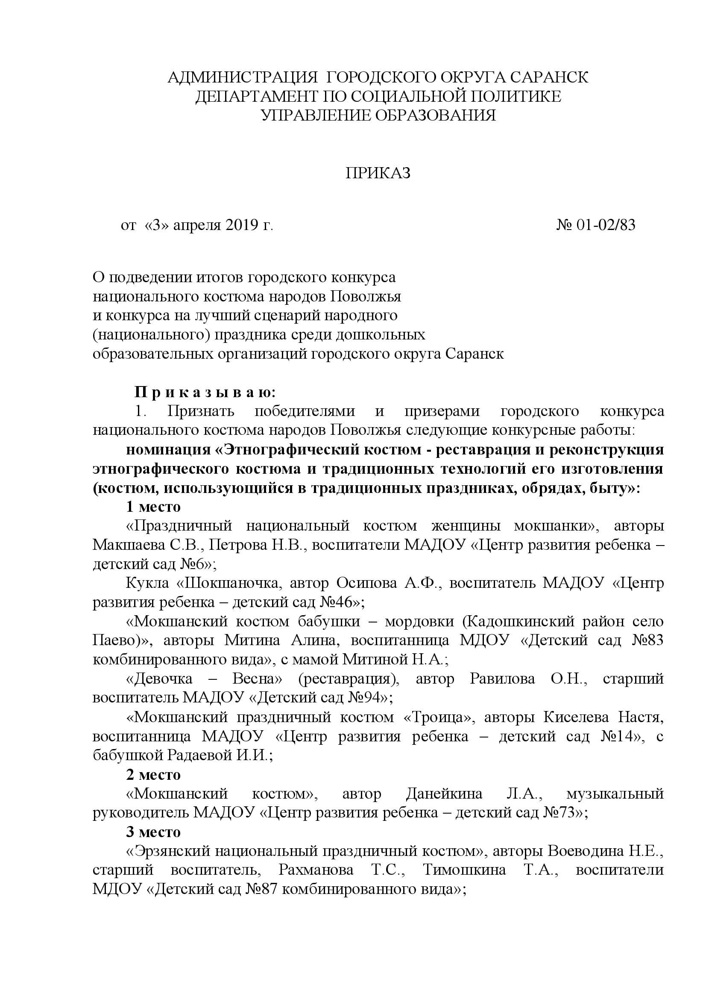 АДМИНИСТРАЦИЯ ГОРОДСКОГО ОКРУГА САРАНСК
ДЕПАРТАМЕНТ ПО СОЦИАЛЬНОЙ ПОЛИТИКЕ
УПРАВЛЕНИЕ ОБРАЗОВАНИЯ
ПРИКАЗ
от «3» апреля 2019 г. № 01-02/83
О подведении итогов городского конкурса
национального костюма народов Поволжья
и конкурса на лучший сценарий народного
(национального) праздника среди дошкольных
образовательных организаций городского округа Саранск
П р и к а з ы в а ю:
1. Признать победителями и призерами городского конкурса
национального костюма народов Поволжья следующие конкурсные работы:
номинация «Этнографический костюм - реставрация и реконструкция
этнографического костюма и традиционных технологий его изготовления
(костюм, использующийся в традиционных праздниках, обрядах, быту»:
1 место
«Праздничный национальный костюм женщины мокшанки», авторы
Макшаева С.В., Петрова Н.В., воспитатели МАДОУ «Центр развития ребенка –
детский сад №6»;
Кукла «Шокшаночка, автор Осипова А.Ф., воспитатель МАДОУ «Центр
развития ребенка – детский сад №46»;
«Мокшанский костюм бабушки – мордовки (Кадошкинский район село
Паево)», авторы Митина Алина, воспитанница МДОУ «Детский сад №83
комбинированного вида», с мамой Митиной Н.А.;
«Девочка – Весна» (реставрация), автор Равилова О.Н., старший
воспитатель МАДОУ «Детский сад №94»;
«Мокшанский праздничный костюм «Троица», авторы Киселева Настя,
воспитанница МАДОУ «Центр развития ребенка – детский сад №14», с
бабушкой Радаевой И.И.;
2 место
«Мокшанский костюм», автор Данейкина Л.А., музыкальный
руководитель МАДОУ «Центр развития ребенка – детский сад №73»;
3 место
«Эрзянский национальный праздничный костюм», авторы Воеводина Н.Е.,
старший воспитатель, Рахманова Т.С., Тимошкина Т.А., воспитатели
МДОУ «Детский сад №87 комбинированного вида»;